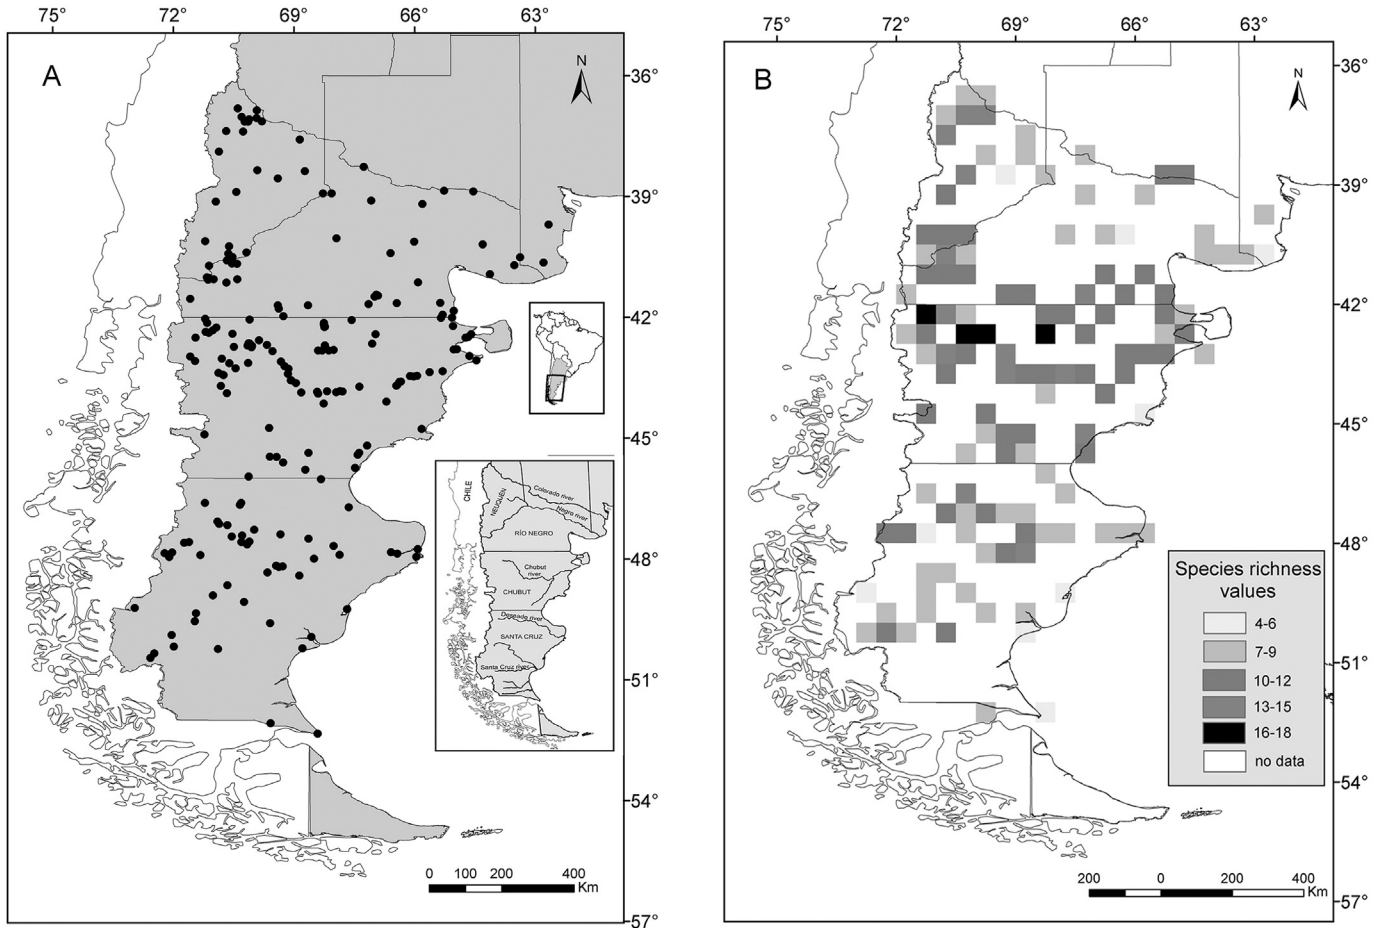 75° 72° 69° 66° 63°
A
N
36°
39°
42°
45°
48°
51°
54°
57°
CHILE
NEUQUÉN
Colorado river
Negro river
RÍO NEGRO
Chubut
river
CHUBUT
Deseado river
SANTA CRUZ
Santa Cruz river
0 100 200 400
Km
75° 72° 69° 66° 63°
B
N
36°
39°
42°
45°
48°
51°
54°
57°
Species richness
values
4-6
7-9
10-12
13-15
16-18
no data
200 0 200 400
Km